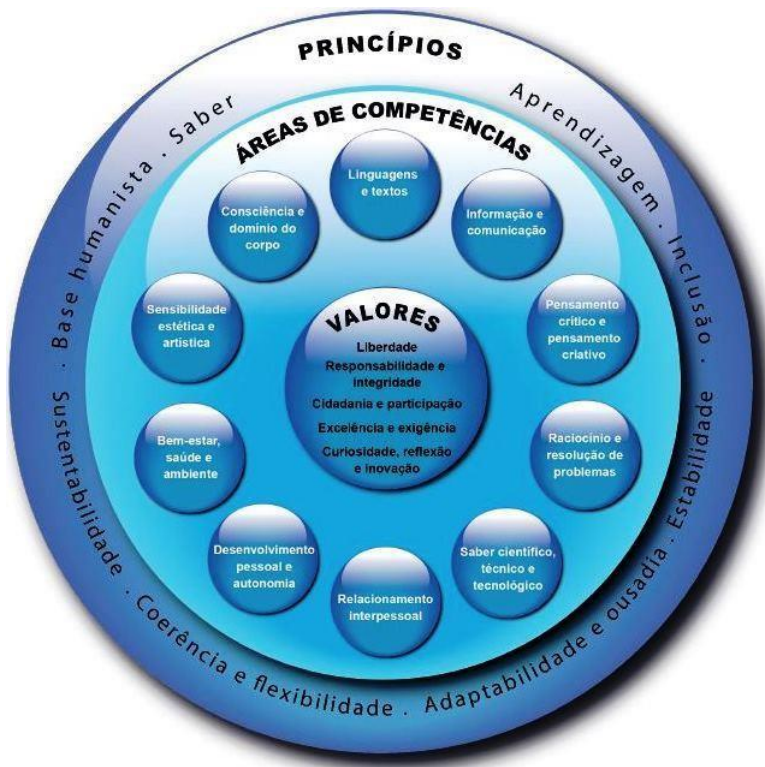 PRINCÍPIOS
Base humanista . Saber
Aprendizagem . Inclusão .
Estabilidade
. Adaptabilidade e ousadia .
Coerência e flexibilidade
Sustentabilidade .
ÁREAS DE COMPETÊNCIAS
Linguagens
e textos
Informação e
comunicação
Pensamento
crítico e
pensamento
criativo
Raciocínio e
resolução de
problemas
Saber científico,
técnico e
tecnológico
Relacionamento
interpessoal
Desenvolvimento
pessoal e
autonomia
Bem-estar,
saúde e
ambiente
Sensibilidade
estética e
artística
Consciência e
domínio do
corpo
VALORES
Liberdade
Responsabilidade e
integridade
Cidadania e participação
Excelência e exigência
Curiosidade, reflexão
e inovação